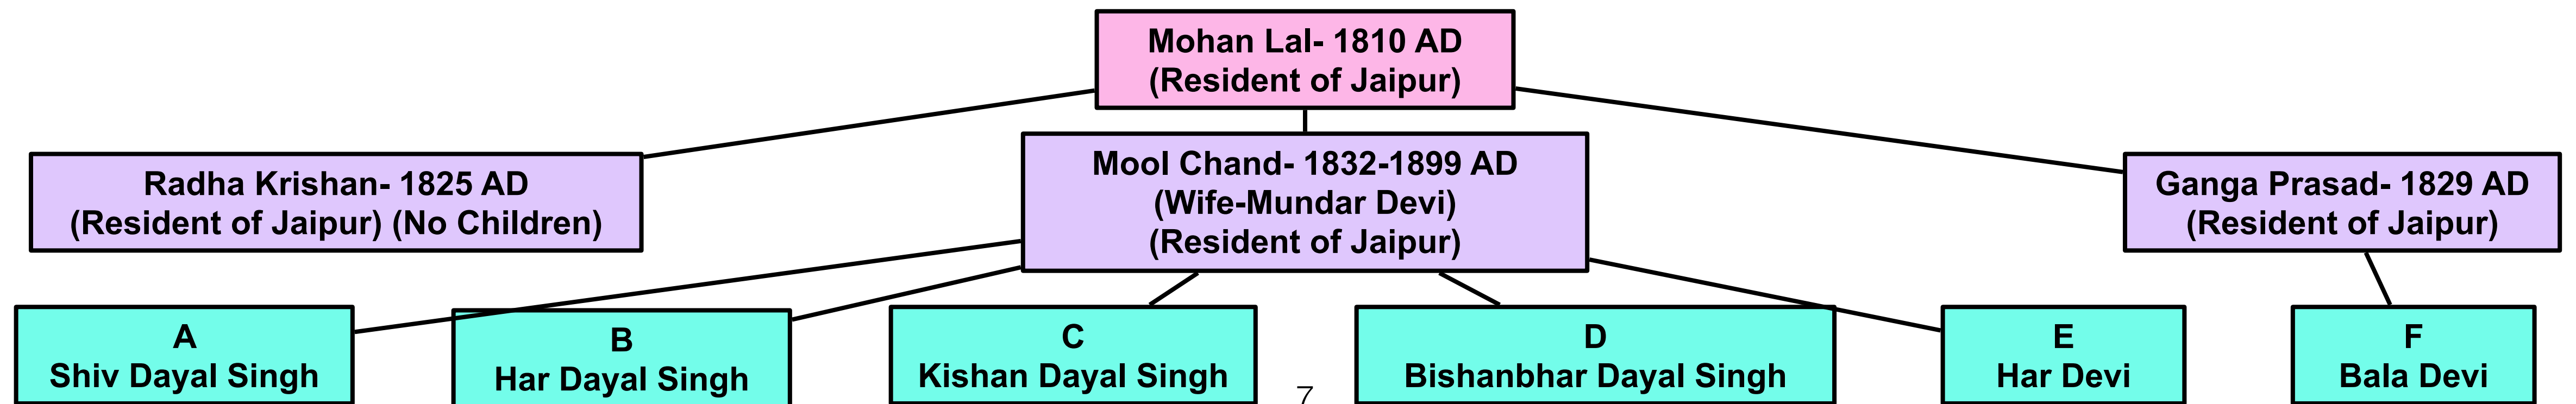 Mohan Lal- 1810 AD
(Resident of Jaipur)
Radha Krishan- 1825 AD
(Resident of Jaipur) (No Children)
Mool Chand- 1832-1899 AD
(Wife-Mundar Devi)
(Resident of Jaipur)
Ganga Prasad- 1829 AD
(Resident of Jaipur)
A
Shiv Dayal Singh
B
Har Dayal Singh
C
Kishan Dayal Singh
7
D
Bishanbhar Dayal Singh
E
Har Devi
F
Bala Devi